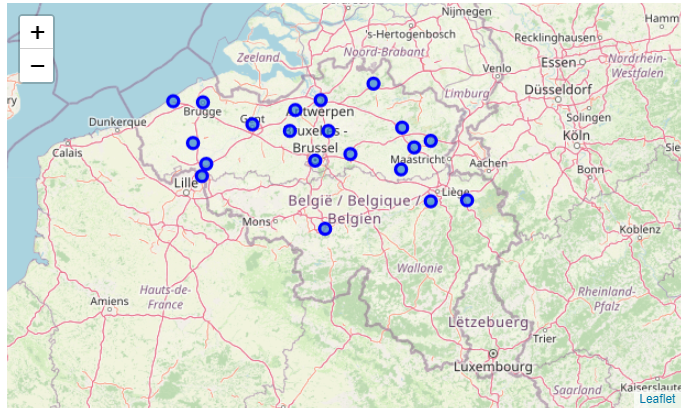 +
−
Nijmegen
's-Hertogenbosch
Hamm
Zeeland
Noord-Brabant
Recklinghausen
Essen
Nordrhein-
Westfalen
Venlo
Limburg
Düsseldorf
Brugge
Antwerpen
Dunkerque
Gent
Solingen
Bruxelles -
Brussel
Köln
Calais
Maastricht
Aachen
Bonn
Lille
Liège
België / Belgique /
Belgien
Mons
Koblenz
Wallonie
Hauts-de-
France
Rheinland-
Pfalz
Amiens
Lëtzebuerg
Trier
Luxembourg
Saarland
Kaiserslaute
Leaflet